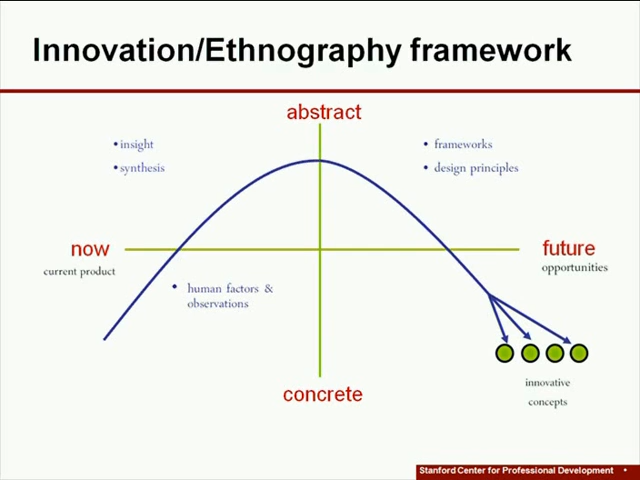 Innovation/Ethnography framework
abstract
• insight
• synthesis
• frameworks
• design principles
now
current product
future
opportunities
• human factors &
observations
innovative
concepts
concrete
Stanford Center for Professional Development •